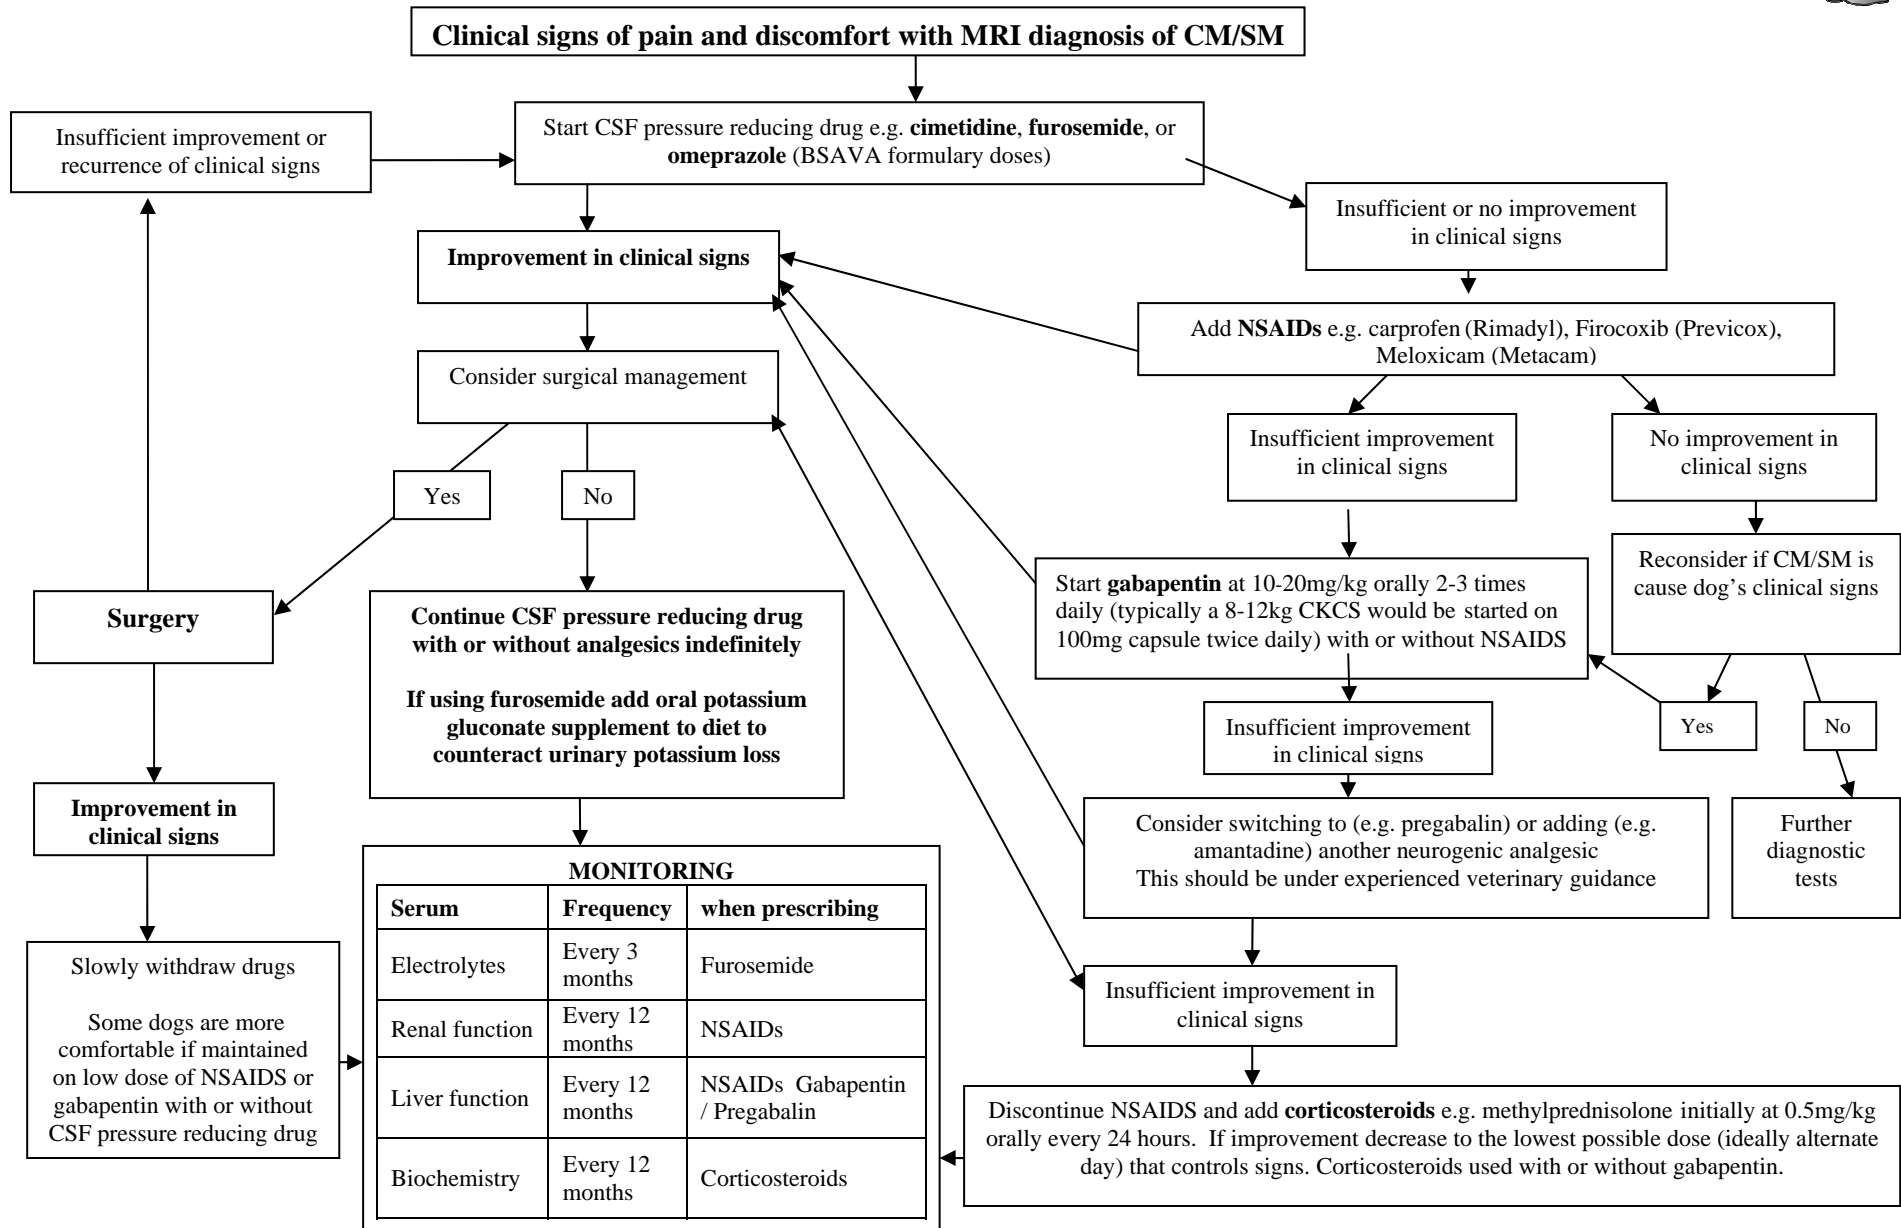 Clinical signs of pain and discomfort with MRI diagnosis of CM/SM
Insufficient improvement or
recurrence of clinical signs
Start CSF pressure reducing drug e.g. cimetidine, furosemide, or
omeprazole (BSAVA formulary doses)
Insufficient or no improvement
in clinical signs
Improvement in clinical signs
Add NSAIDs e.g. carprofen (Rimadyl), Firocoxib (Previcox),
Meloxicam (Metacam)
Consider surgical management
Insufficient improvement
in clinical signs
No improvement in
clinical signs
Yes
No
Reconsider if CM/SM is
cause dog's clinical signs
Start gabapentin at 10-20mg/kg orally 2-3 times
daily (typically a 8-12kg CKCS would be started on
100mg capsule twice daily) with or without NSAIDS
Surgery
Continue CSF pressure reducing drug
with or without analgesics indefinitely
If using furosemide add oral potassium
gluconate supplement to diet to
counteract urinary potassium loss
Insufficient improvement
in clinical signs
Yes
No
Improvement in
clinical signs
Consider switching to (e.g. pregabalin) or adding (e.g.
amantadine) another neurogenic analgesic
This should be under experienced veterinary guidance
Further
diagnostic
tests
MONITORING
Serum Frequency when prescribing
Electrolytes Every 3 months Furosemide
Renal function Every 12 months NSAIDs
Liver function Every 12 months NSAIDs Gabapentin / Pregabalin
Biochemistry Every 12 months Corticosteroids
Slowly withdraw drugs
Some dogs are more
comfortable if maintained
on low dose of NSAIDS or
gabapentin with or without
CSF pressure reducing drug
Insufficient improvement in
clinical signs
Discontinue NSAIDS and add corticosteroids e.g. methylprednisolone initially at 0.5mg/kg
orally every 24 hours. If improvement decrease to the lowest possible dose (ideally alternate
day) that controls signs. Corticosteroids used with or without gabapentin.